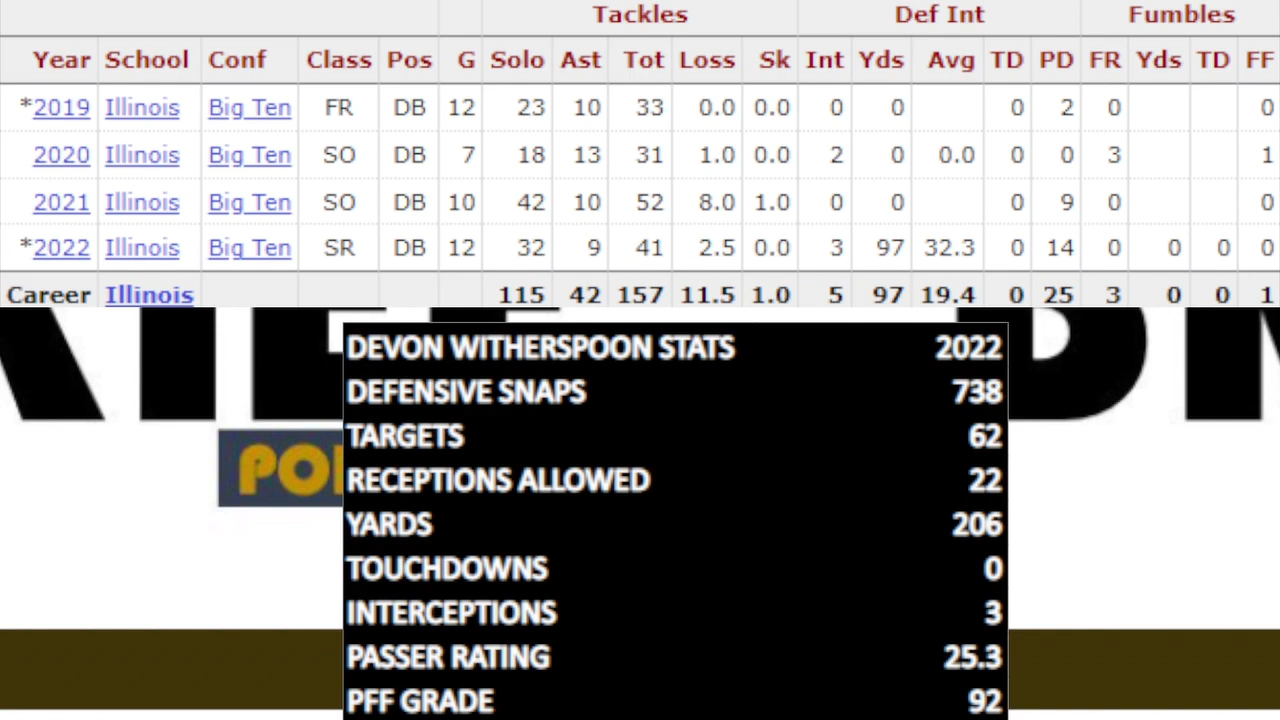 Tackles Def Int Fumbles
Year School Conf Class Pos G Solo Ast Tot Loss Sk Int Yds Avg TD PD FR Yds TD FF
*2019 Illinois Big Ten FR DB 12 23 10 33 0.0 0.0 0 0 0 2 0 0
2020 Illinois Big Ten SO DB 7 18 13 31 1.0 0.0 2 0 0.0 0 0 3 1
2021 Illinois Big Ten SO DB 10 42 10 52 8.0 1.0 0 0 0 9 0 0
*2022 Illinois Big Ten SR DB 12 32 9 41 2.5 0.0 3 97 32.3 0 14 0 0 0 0
Career Illinois 115 42 157 11.5 1.0 5 97 19.4 0 25 3 0 0 1
DEVON WITHERSPOON STATS 2022
DEFENSIVE SNAPS 738
TARGETS 62
RECEPTIONS ALLOWED 22
YARDS 206
TOUCHDOWNS 0
INTERCEPTIONS 3
PASSER RATING 25.3
PFF GRADE 92